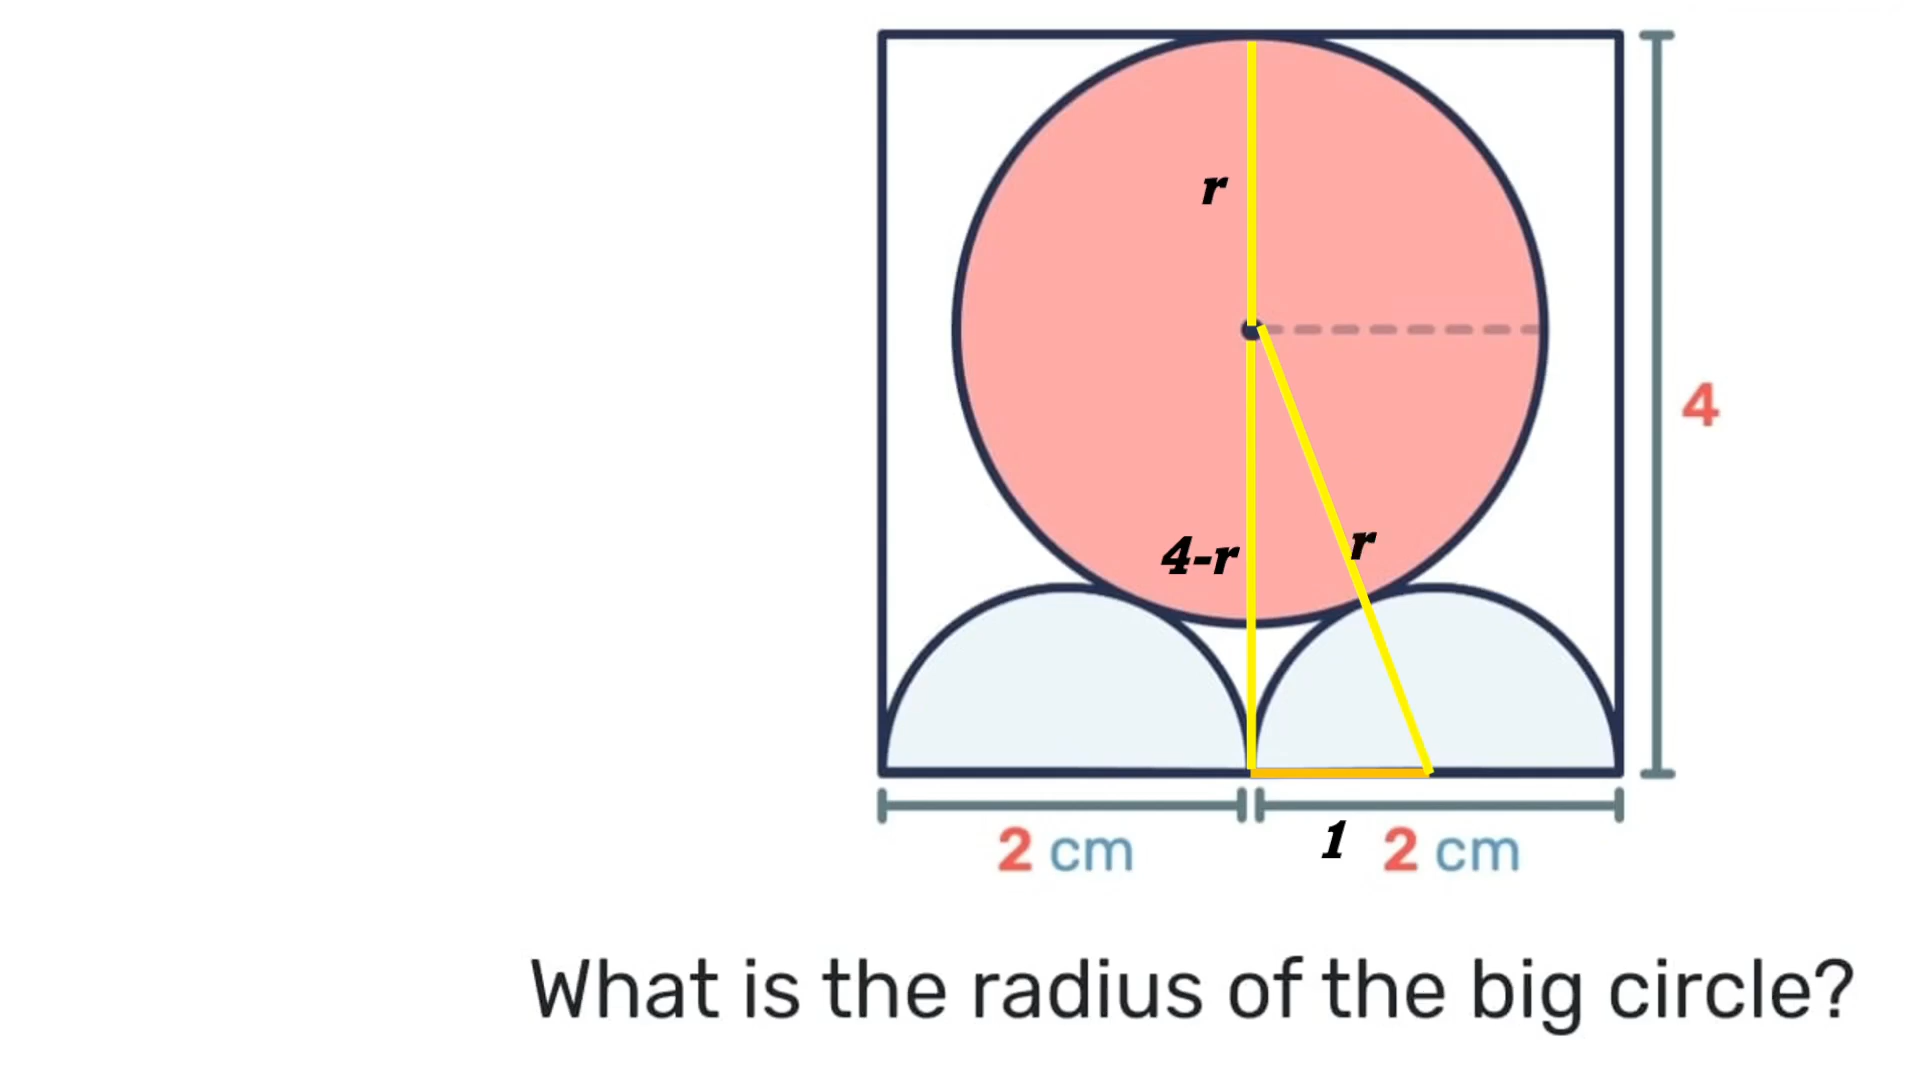 r
4
4-r
r
2 cm
1
2 cm
What is the radius of the big circle?